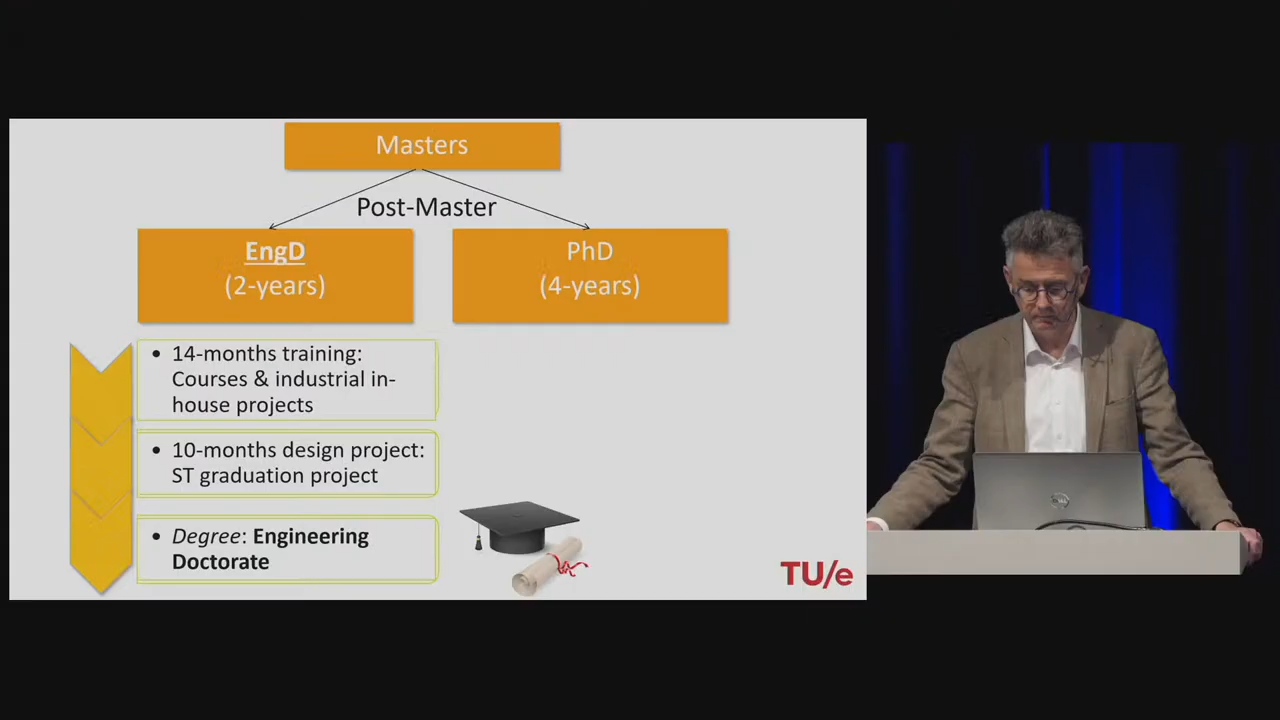 Masters
Post-Master
EngD
(2-years)
PhD
(4-years)
• 14-months training:
Courses & industrial in-
house projects
• 10-months design project:
ST graduation project
• Degree: Engineering
Doctorate
TU/e
DELL